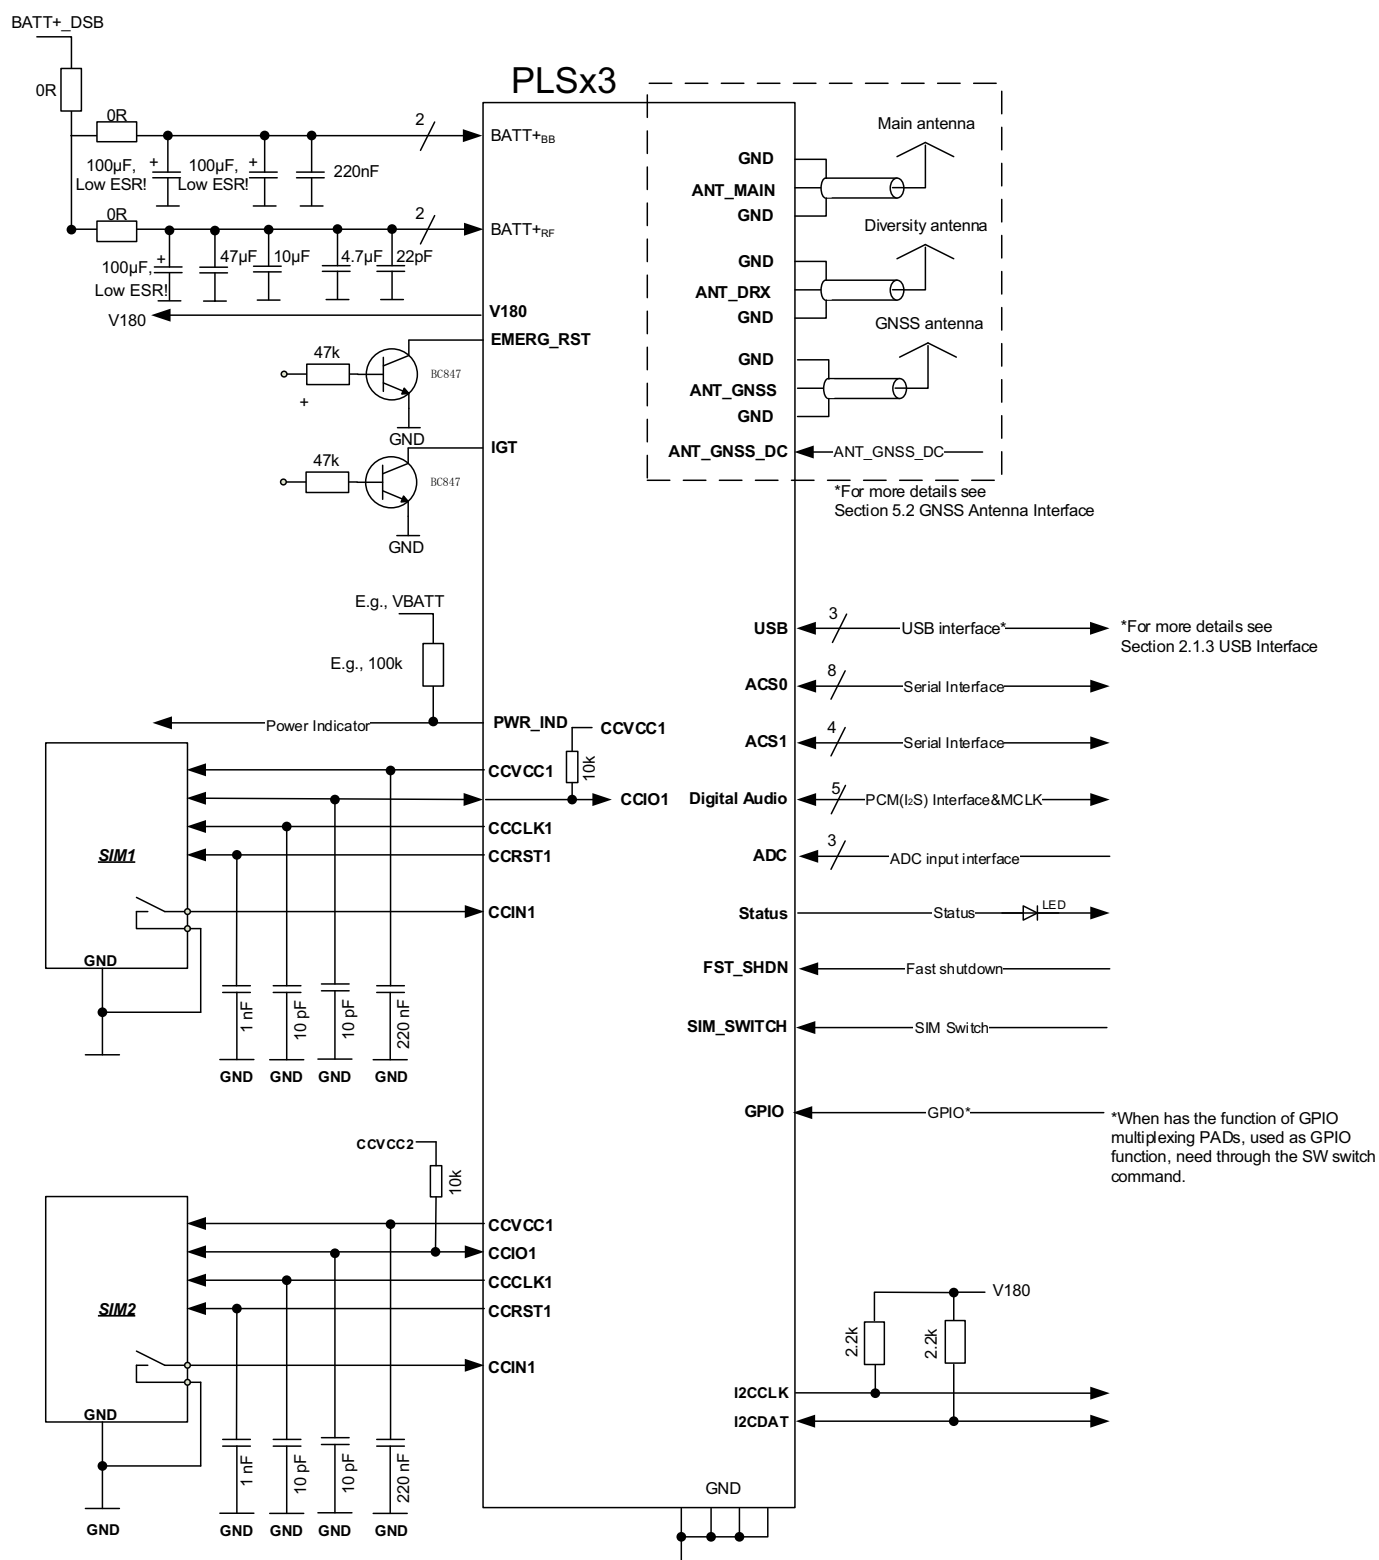 BATT+_DSB
PLSx3
0R
0R
2
BATT+BB
100µF,
Low ESR!
+
100µF,
Low ESR!
+
220nF
0R
2
BATT+RF
100µF,
Low ESR!
+
47µF
10µF
4.7µF
22pF
V180
V180
EMERG_RST
47k
+
BC847
GND
IGT
47k
BC847
GND
Main antenna
GND
ANT_MAIN
GND
Diversity antenna
GND
ANT_DRX
GND
GNSS antenna
GND
ANT_GNSS
GND
ANT_GNSS_DC
ANT_GNSS_DC
*For more details see
Section 5.2 GNSS Antenna Interface
E.g., VBATT
E.g., 100k
Power Indicator
PWR_IND
CCVCC1
10k
CCVCC1
CCIO1
CCCLK1
CCRST1
CCIN1
SIM1
GND
1 nF
10 pF
10 pF
220 nF
GND
GND
GND
GND
USB
3
USB interface*
*For more details see
Section 2.1.3 USB Interface
ACS0
8
Serial Interface
ACS1
4
Serial Interface
Digital Audio
5
PCM(I2S) Interface&MCLK
ADC
3
ADC input interface
Status
Status
LED
FST_SHDN
Fast shutdown
SIM_SWITCH
SIM Switch
GPIO
GPIO*
*When has the function of GPIO
multiplexing PADs, used as GPIO
function, need through the SW switch
command.
CCVCC2
10k
CCVCC1
CCIO1
CCCLK1
CCRST1
CCIN1
SIM2
GND
GND
1 nF
10 pF
10 pF
220 nF
GND
GND
GND
GND
V180
2.2k
2.2k
I2CCLK
I2CDAT
GND